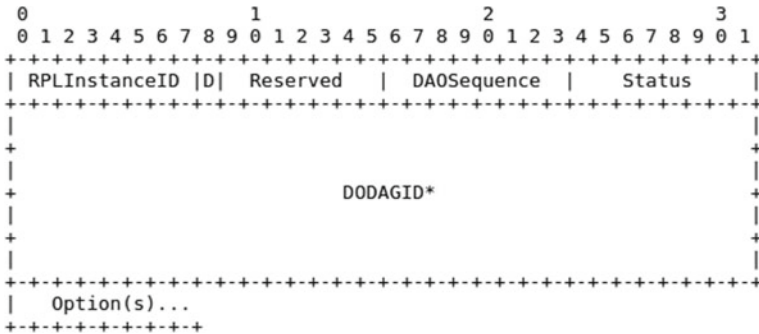 0                   1                   2                   3
0 1 2 3 4 5 6 7 8 9 0 1 2 3 4 5 6 7 8 9 0 1 2 3 4 5 6 7 8 9 0 1
+-+-+-+-+-+-+-+-+-+-+-+-+-+-+-+-+-+-+-+-+-+-+-+-+-+-+-+-+-+-+-+-+
| RPLInstanceID |D|  Reserved   |  DAOSequence  |    Status     |
+-+-+-+-+-+-+-+-+-+-+-+-+-+-+-+-+-+-+-+-+-+-+-+-+-+-+-+-+-+-+-+-+
|                                                               |
+                                                               +
|                                                               |
+                            DODAGID*                           +
|                                                               |
+                                                               +
|                                                               |
+-+-+-+-+-+-+-+-+-+-+-+-+-+-+-+-+-+-+-+-+-+-+-+-+-+-+-+-+-+-+-+-+
|   Option(s)...
+-+-+-+-+-+-+-+-+